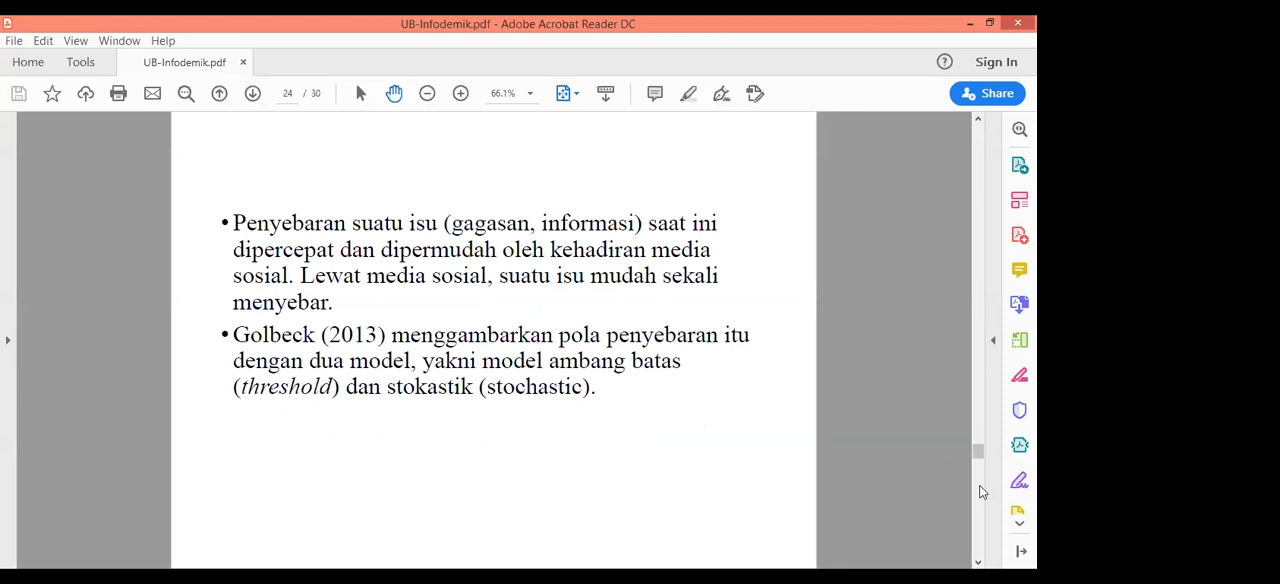 UB-Infodemik.pdf - Adobe Acrobat Reader DC
File Edit View Window Help
Home Tools UB-Infodemik.pdf × Sign In
24 / 30 66.1% Share
•Penyebaran suatu isu (gagasan, informasi) saat ini
dipercepat dan dipermudah oleh kehadiran media
sosial. Lewat media sosial, suatu isu mudah sekali
menyebar.
•Golbeck (2013) menggambarkan pola penyebaran itu
dengan dua model, yakni model ambang batas
(threshold) dan stokastik (stochastic).